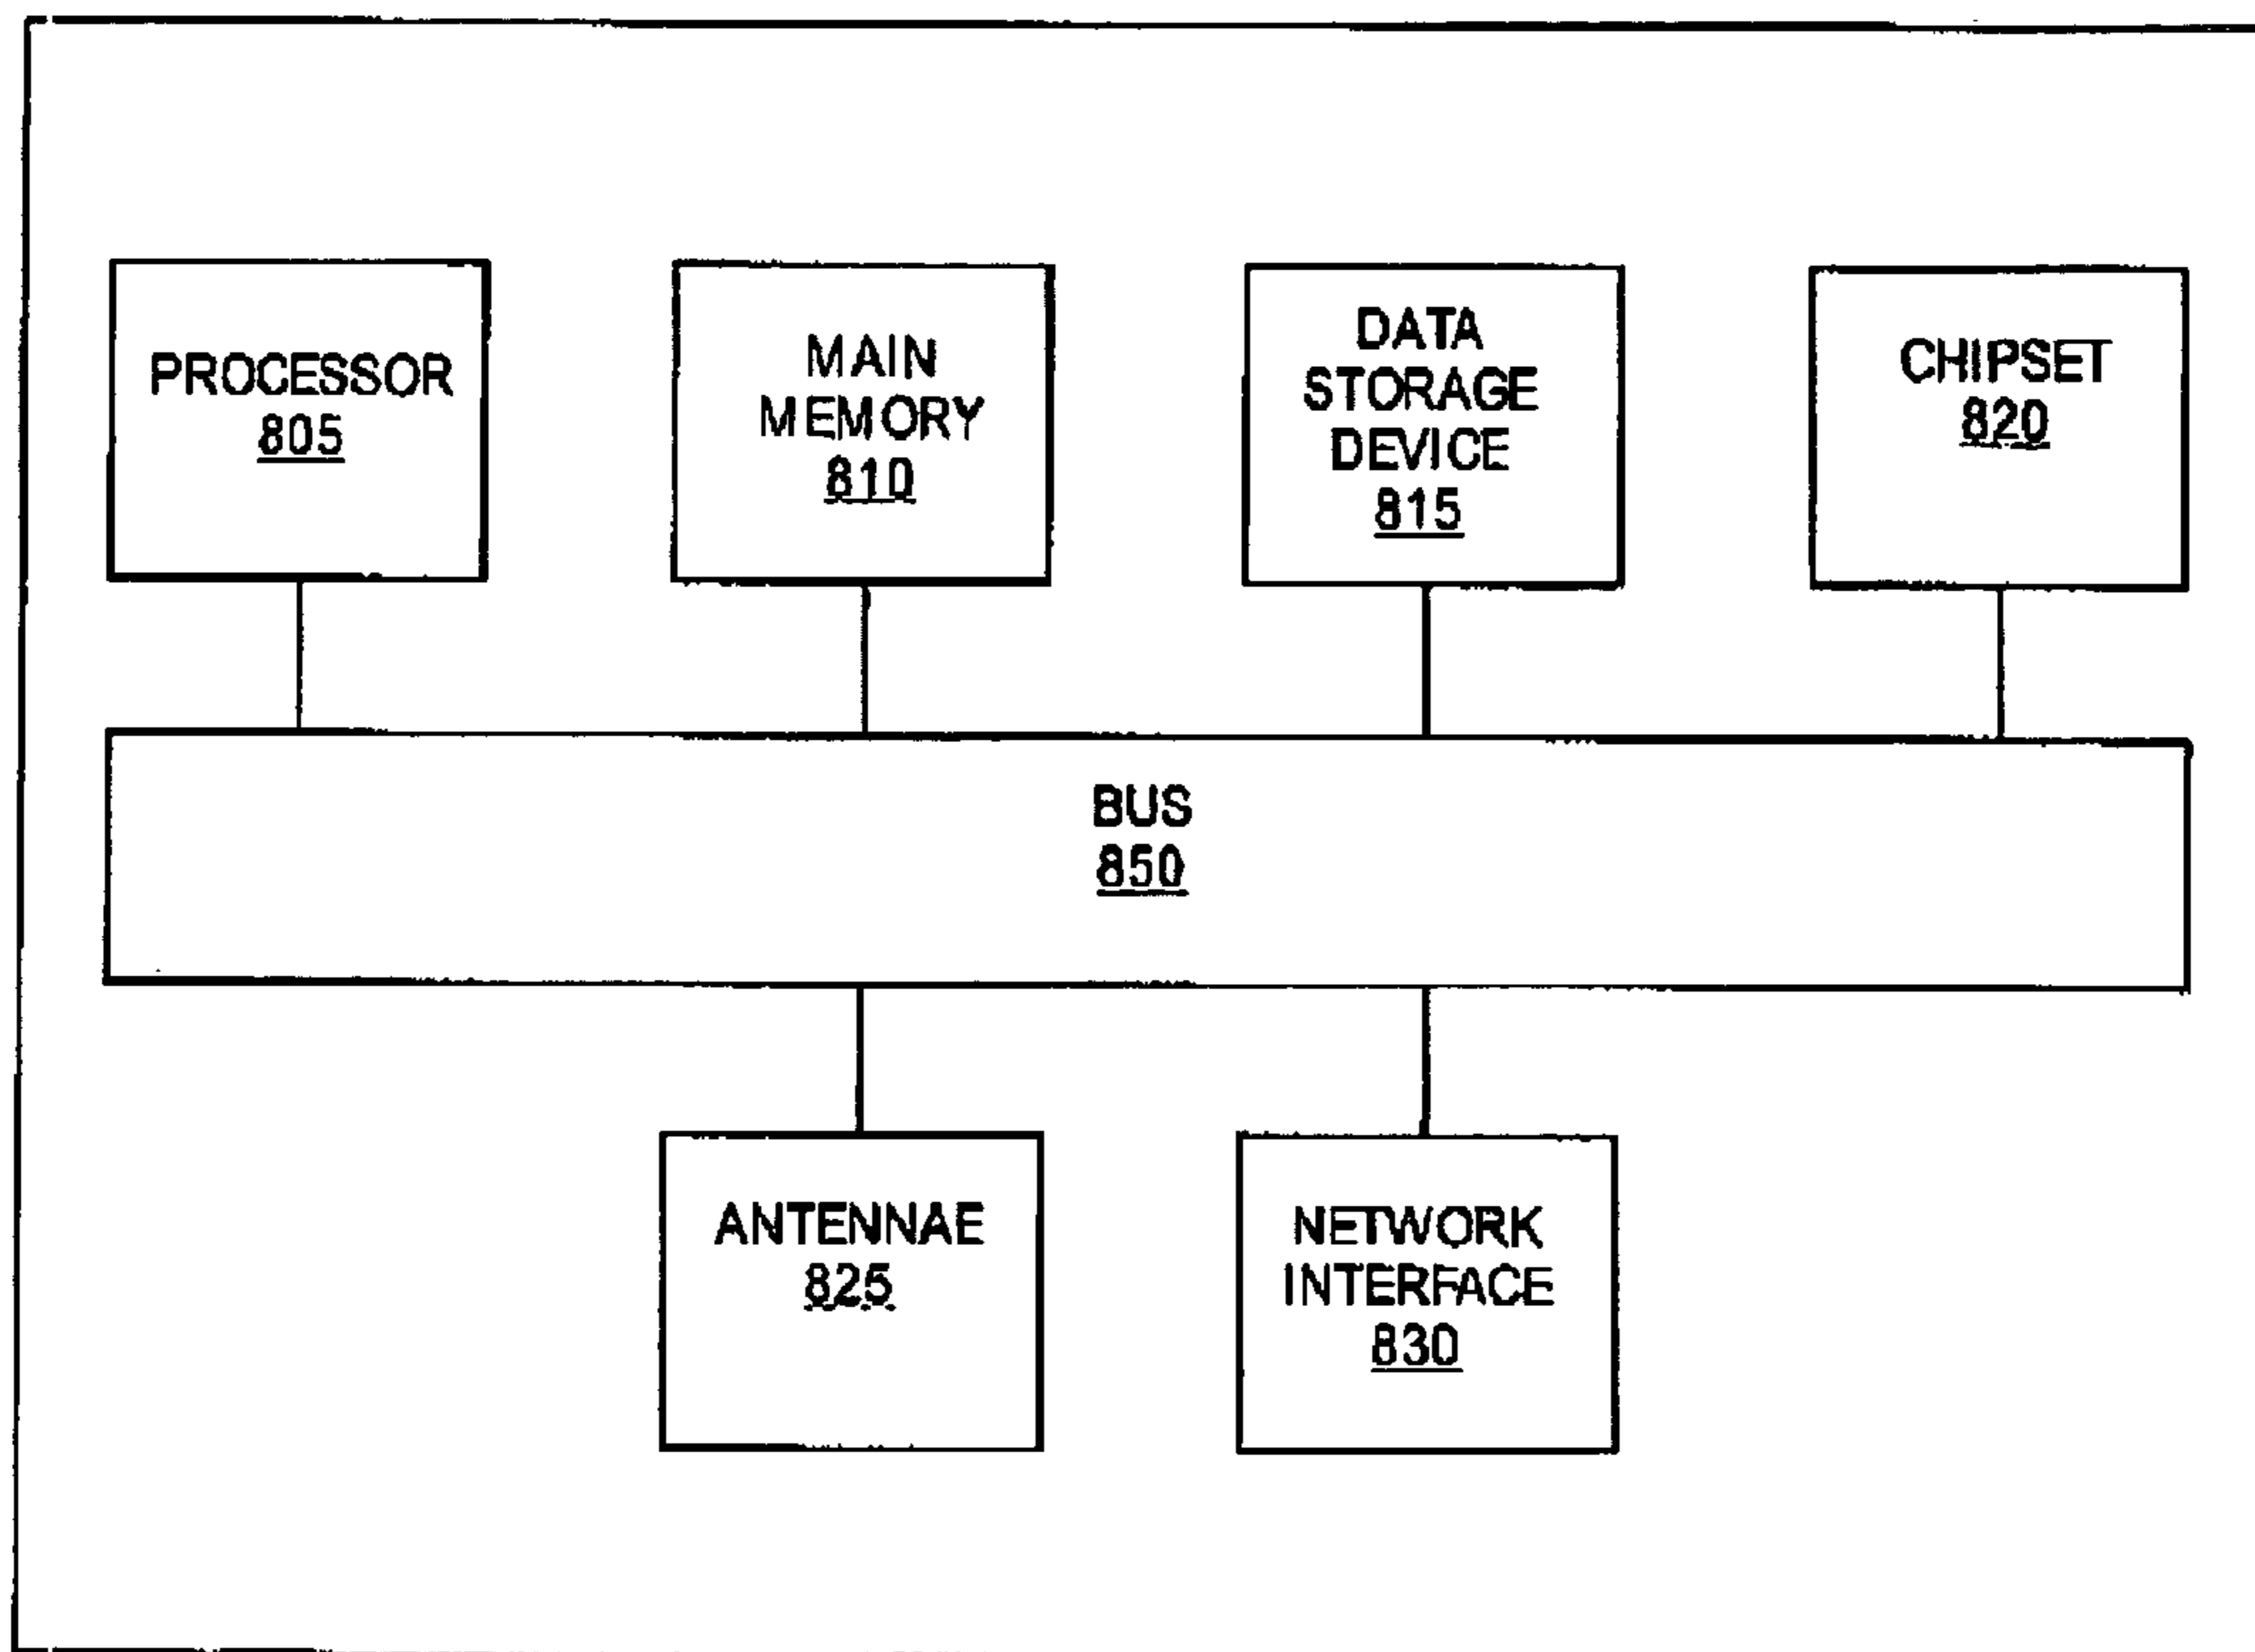 PROCESSOR
805
MAIN
MEMORY
810
DATA
STORAGE
DEVICE
815
CHIPSET
820
BUS
850
ANTENNAE
825
NETWORK
INTERFACE
830